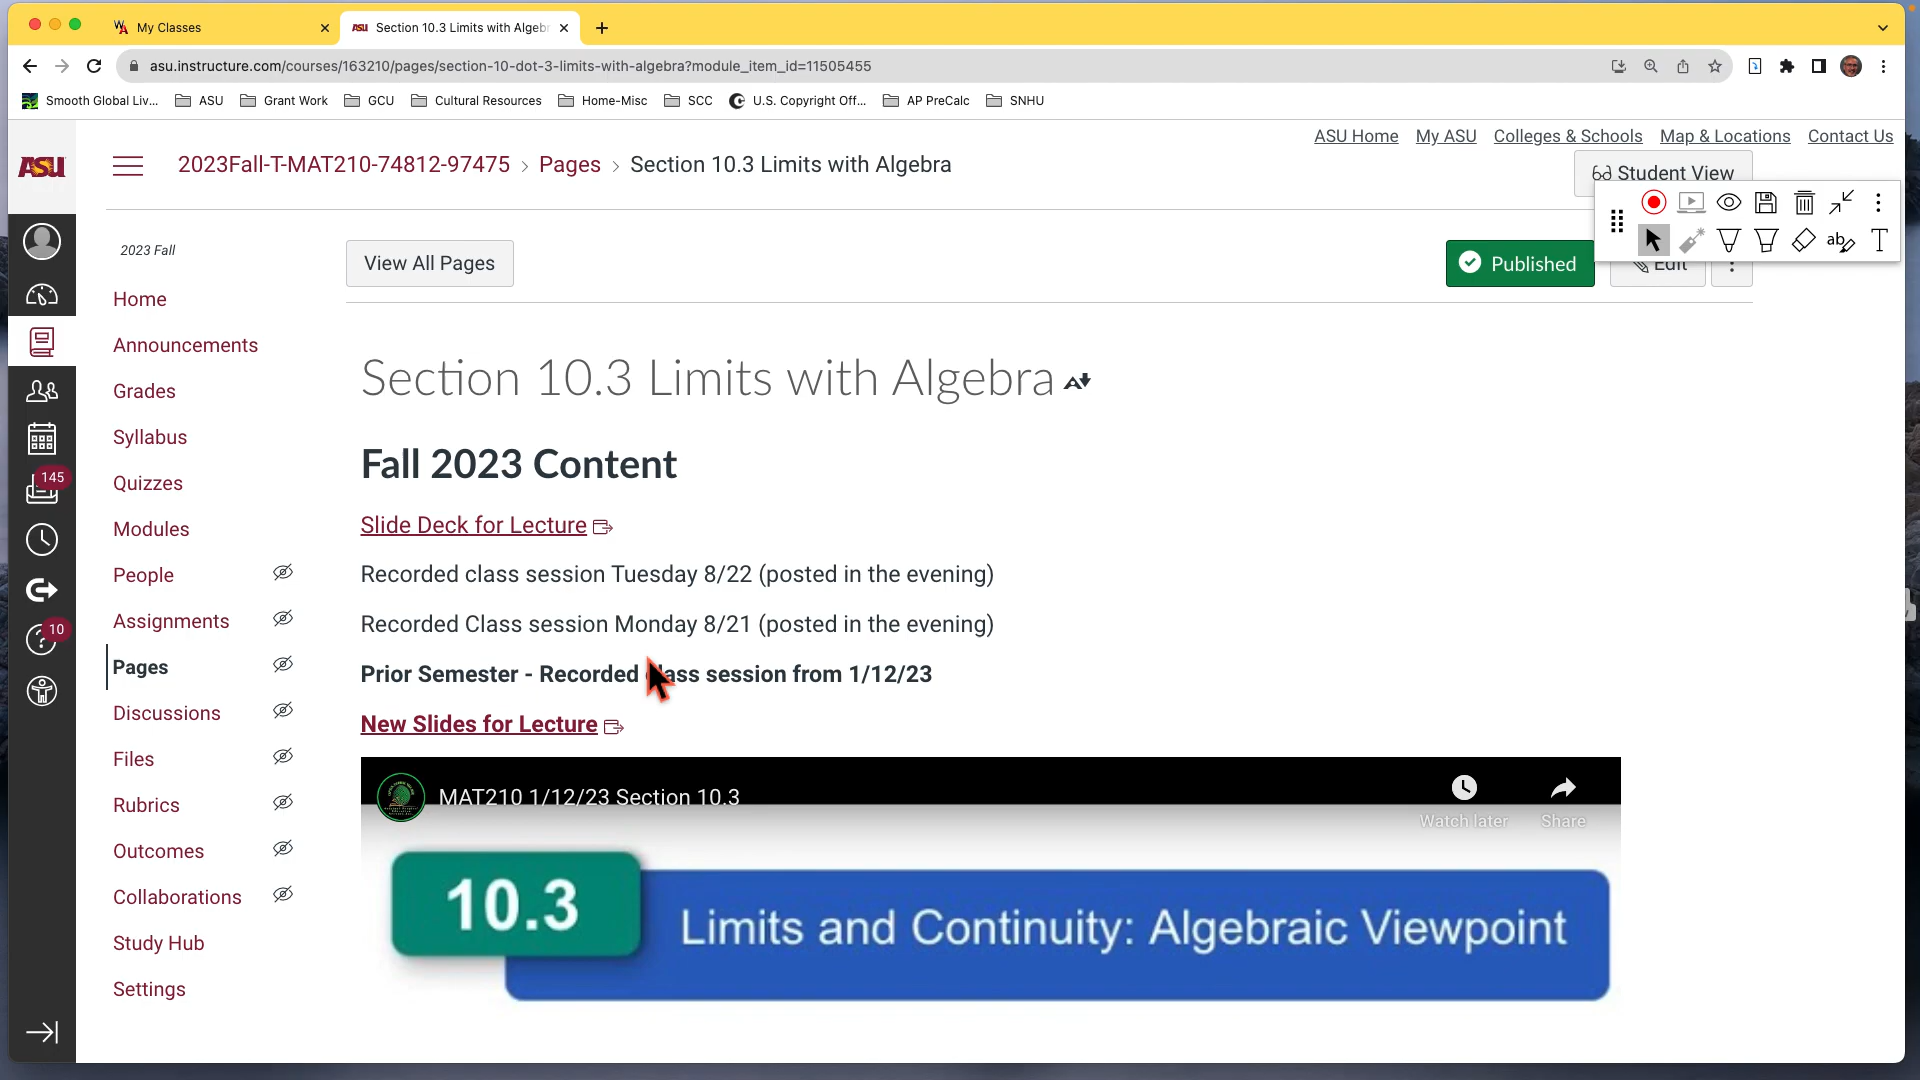 My Classes
ASU Section 10.3 Limits with Algebr
asu.instructure.com/courses/163210/pages/section-10-dot-3-limits-with-algebra?module_item_id=11505455
Smooth Global Liv... ASU Grant Work GCU Cultural Resources Home-Misc SCC U.S. Copyright Off... AP PreCalc SNHU
ASU Home My ASU Colleges & Schools Map & Locations Contact Us
ASU
2023Fall-T-MAT210-74812-97475 › Pages › Section 10.3 Limits with Algebra
Student View
ab
T
2023 Fall
View All Pages
Published
Edit
Home
Announcements
Grades
Syllabus
Quizzes
Modules
People
Assignments
Pages
Discussions
Files
Rubrics
Outcomes
Collaborations
Study Hub
Settings
145
10
Section 10.3 Limits with Algebra
Fall 2023 Content
Slide Deck for Lecture
Recorded class session Tuesday 8/22 (posted in the evening)
Recorded Class session Monday 8/21 (posted in the evening)
Prior Semester - Recorded class session from 1/12/23
New Slides for Lecture
MAT210 1/12/23 Section 10.3
Watch later Share
10.3
Limits and Continuity: Algebraic Viewpoint